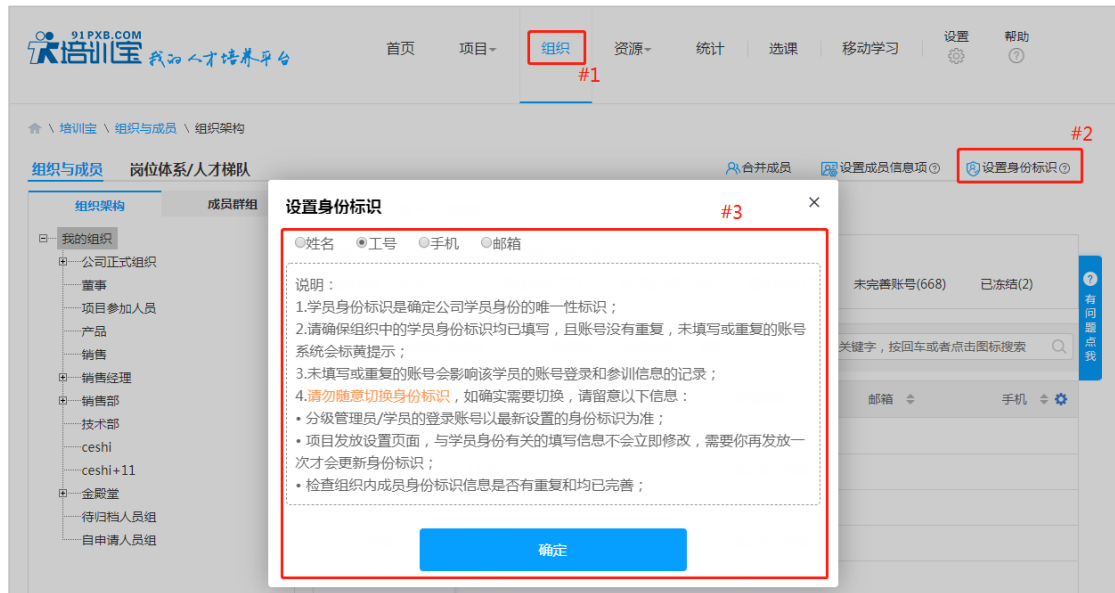 91PXB.COM
培训宝 我的人才培养平台
首页 项目 组织 资源 统计 选课 移动学习 设置 帮助
#1
培训宝 \ 组织与成员 \ 组织架构
#2
组织与成员 岗位体系/人才梯队 合并成员 设置成员信息项 设置身份标识
组织架构 成员群组
我的组织
公司正式组织
董事
项目参加人员
产品
销售
销售经理
销售部
技术部
ceshi
ceshi+11
金殿堂
待归档人员组
自申请人员组
设置身份标识 #3 ×
姓名 工号 手机 邮箱
说明：
1.学员身份标识是确定公司学员身份的唯一性标识；
2.请确保组织中的学员身份标识均已填写，且账号没有重复，未填写或重复的账号
系统会标黄提示；
3.未填写或重复的账号会影响该学员的账号登录和参训信息的记录；
4.请勿随意切换身份标识，如确实需要切换，请留意以下信息：
• 分级管理员/学员的登录账号以最新设置的身份标识为准；
• 项目发放设置页面，与学员身份有关的填写信息不会立即修改，需要你再发放一
次才会更新身份标识；
• 检查组织内成员身份标识信息是否有重复和均已完善；
确定
未完善账号(668) 已冻结(2)
关键字，按回车或者点击图标搜索
邮箱 手机
有问题点我